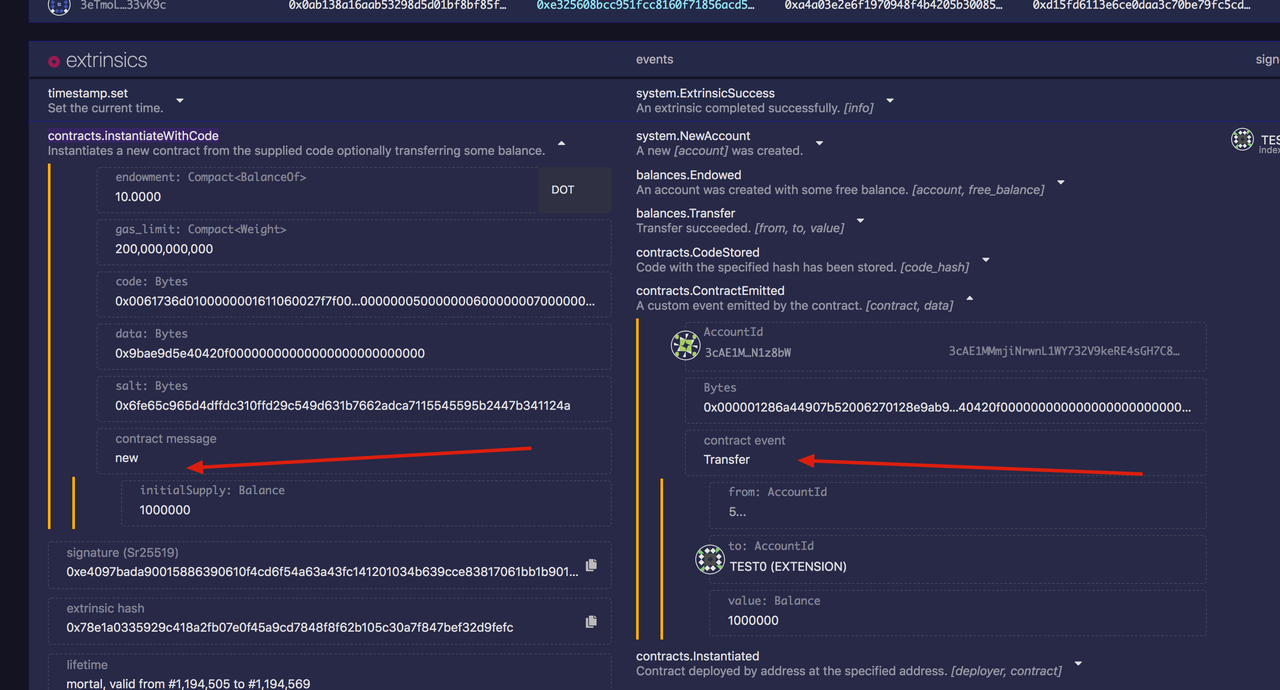 3eTmoL…33vK9c
0x0ab138a16aab53298d5d01bf8bf85f…
0xe325608bcc951fcc8160f71856acd5…
0xa4a03e2e6f1970948f4b4205b30085…
0xd15fd6113e6ce0daa3c70be79fc5cd…
extrinsics
events
sign
timestamp.set
Set the current time.
contracts.instantiateWithCode
Instantiates a new contract from the supplied code optionally transferring some balance.
endowment: Compact<BalanceOf>
10.0000
DOT
gas_limit: Compact<Weight>
200,000,000,000
code: Bytes
0x0061736d0100000001611060027f7f00…000000050000000600000007000000…
data: Bytes
0x9bae9d5e40420f00000000000000000000000000
salt: Bytes
0x6fe65c965d4dffdc310ffd29c549d631b7662adca7115545595b2447b341124a
contract message
new
initialSupply: Balance
1000000
signature (Sr25519)
0xe4097bada90015886390610f4cd6f54a63a43fc141201034b639cce83817061bb1b901…
extrinsic hash
0x78e1a0335929c418a2fb07e0f45a9cd7848f8f62b105c30a7f847bef32d9fefc
lifetime
mortal, valid from #1,194,505 to #1,194,569
system.ExtrinsicSuccess
An extrinsic completed successfully. [info]
system.NewAccount
A new [account] was created.
TES
index
balances.Endowed
An account was created with some free balance. [account, free_balance]
balances.Transfer
Transfer succeeded. [from, to, value]
contracts.CodeStored
Code with the specified hash has been stored. [code_hash]
contracts.ContractEmitted
A custom event emitted by the contract. [contract, data]
AccountId
3cAE1M…N1z8bW
3cAE1MMmjiNrwnL1WY732V9keRE4sGH7C8…
Bytes
0x000001286a44907b52006270128e9ab9…40420f00000000000000000000000000…
contract event
Transfer
from: AccountId
5…
to: AccountId
TEST0 (EXTENSION)
value: Balance
1000000
contracts.Instantiated
Contract deployed by address at the specified address. [deployer, contract]